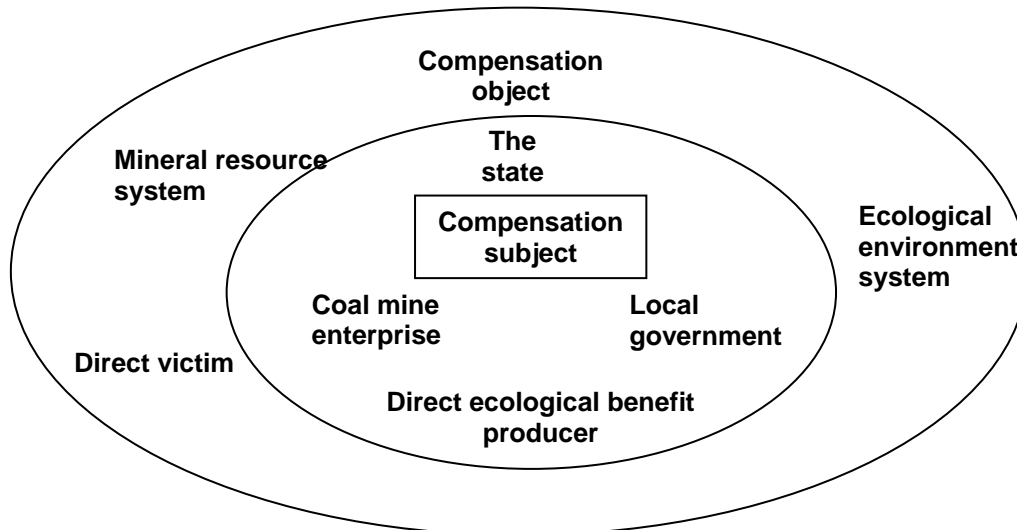 Compensation
object
The
state
Mineral resource
system
Compensation
subject
Ecological
environment
system
Coal mine
enterprise
Local
government
Direct victim
Direct ecological benefit
producer